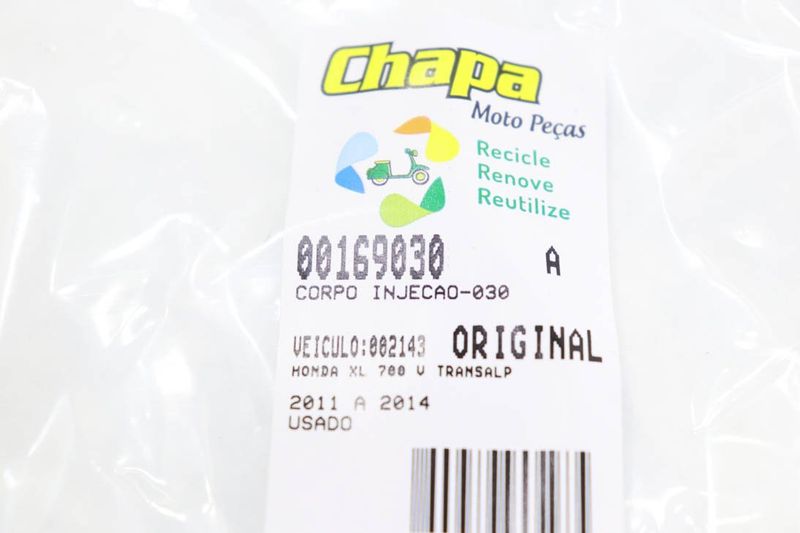 Chapa
Moto Peças
Recicle
Renove
Reutilize
00169030 A
CORPO INJECAO-030
VEICULO:002143 ORIGINAL
HONDA XL 700 V TRANSALP
2011 A 2014
USADO